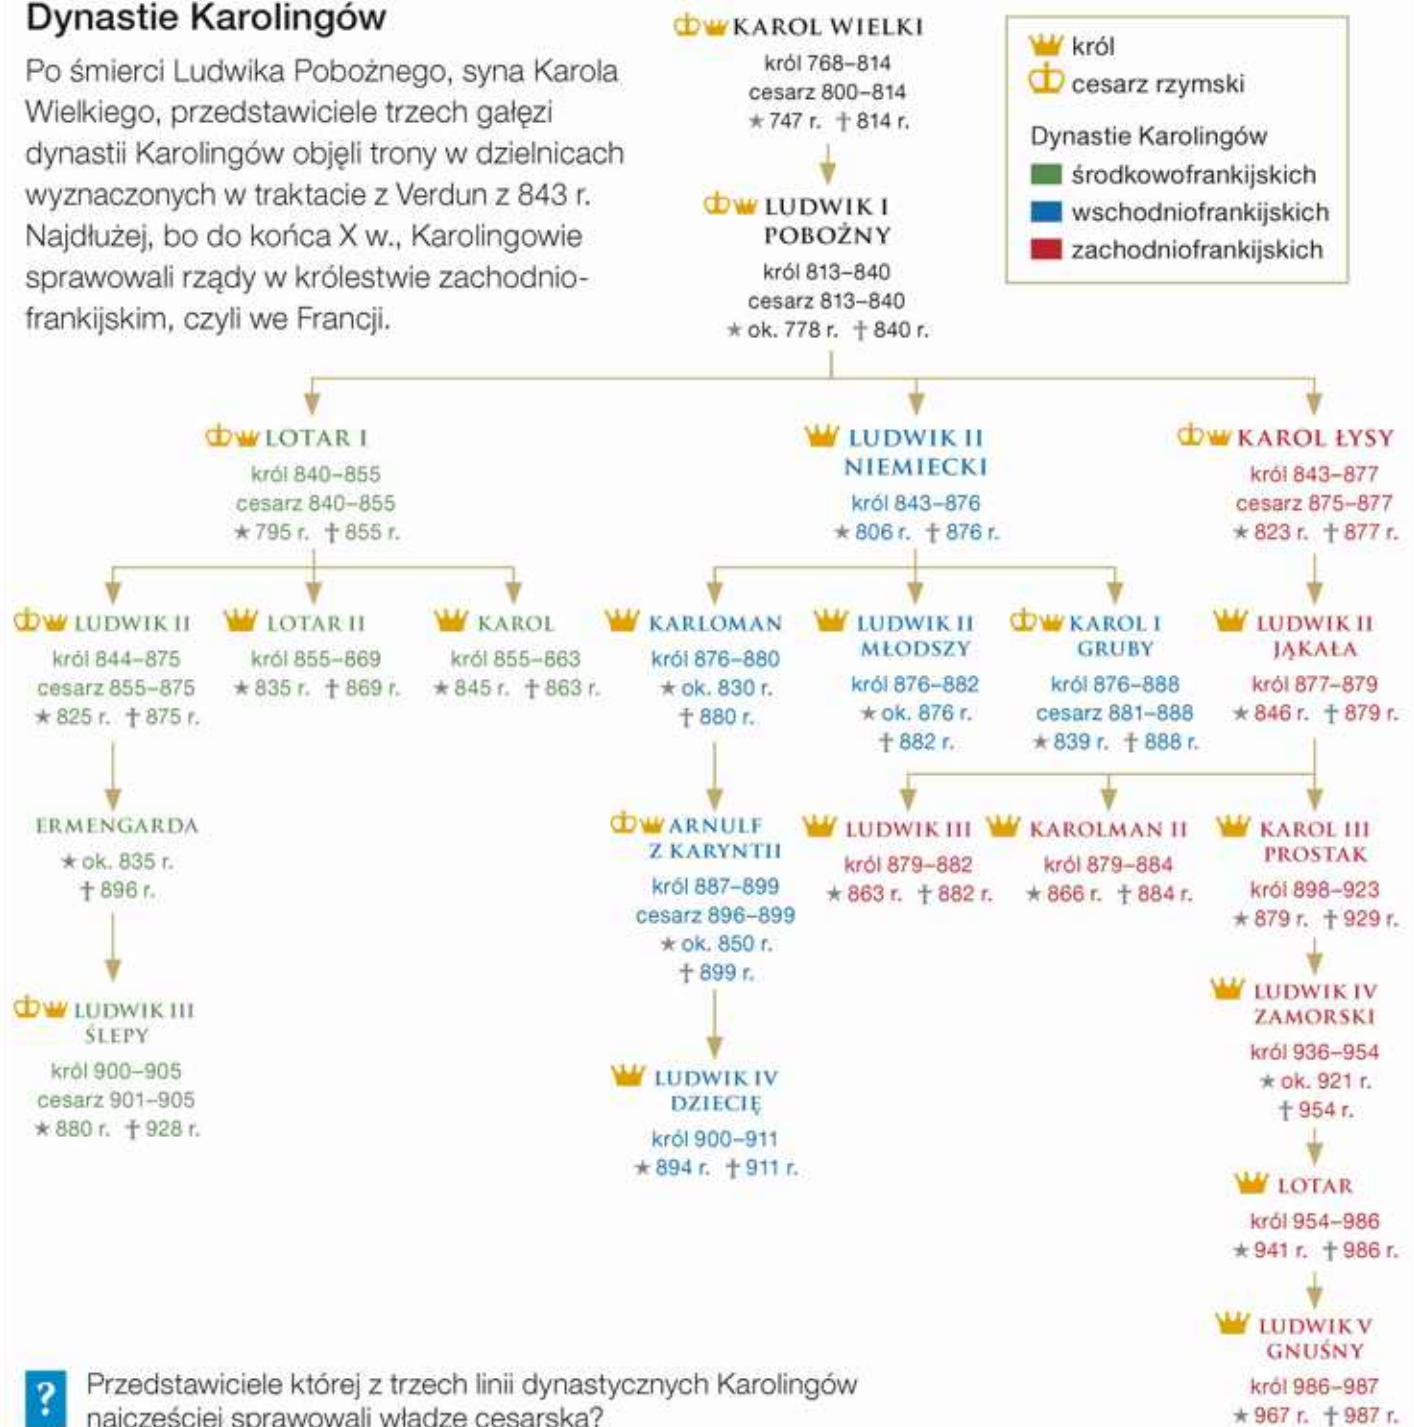 Dynastie Karolingów
Po śmierci Ludwika Pobożnego, syna Karola
Wielkiego, przedstawiciele trzech gałęzi
dynastii Karolingów objęli trony w dzielnicach
wyznaczonych w traktacie z Verdun z 843 r.
Najdłużej, bo do końca X w., Karolingowie
sprawowali rządy w królestwie zachodnio-
frankijskim, czyli we Francji.
KAROL WIELKI
król 768–814
cesarz 800–814
★ 747 r. † 814 r.
król
cesarz rzymski
Dynastie Karolingów
środkowofrankijskich
wschodniofrankijskich
zachodniofrankijskich
LUDWIK I
POBOŻNY
król 813–840
cesarz 813–840
★ ok. 778 r. † 840 r.
LOTAR I
król 840–855
cesarz 840–855
★ 795 r. † 855 r.
LUDWIK II
NIEMIECKI
król 843–876
★ 806 r. † 876 r.
KAROL ŁYSY
król 843–877
cesarz 875–877
★ 823 r. † 877 r.
LUDWIK II
król 844–875
cesarz 855–875
★ 825 r. † 875 r.
LOTAR II
król 855–869
★ 835 r. † 869 r.
KAROL
król 855–863
★ 845 r. † 863 r.
KARLOMAN
król 876–880
★ ok. 830 r.
† 880 r.
LUDWIK II
MŁODSZY
król 876–882
★ ok. 876 r.
† 882 r.
KAROL I
GRUBY
król 876–888
cesarz 881–888
★ 839 r. † 888 r.
LUDWIK II
JĄKAŁA
król 877–879
★ 846 r. † 879 r.
ERMENGARDA
★ ok. 835 r.
† 896 r.
ARNULF
Z KARYNTII
król 887–899
cesarz 896–899
★ ok. 850 r.
† 899 r.
LUDWIK III
król 879–882
★ 863 r. † 882 r.
KAROLMAN II
król 879–884
★ 866 r. † 884 r.
KAROL III
PROSTAK
król 898–923
★ 879 r. † 929 r.
LUDWIK III
ŚLEPY
król 900–905
cesarz 901–905
★ 880 r. † 928 r.
LUDWIK IV
DZIECIĘ
król 900–911
★ 894 r. † 911 r.
LUDWIK IV
ZAMORSKI
król 936–954
★ ok. 921 r.
† 954 r.
LOTAR
król 954–986
★ 941 r. † 986 r.
LUDWIK V
GNUŚNY
król 986–987
★ 967 r. † 987 r.
? Przedstawiciele której z trzech linii dynastycznych Karolingów
najczęściej sprawowali władzę cesarską?